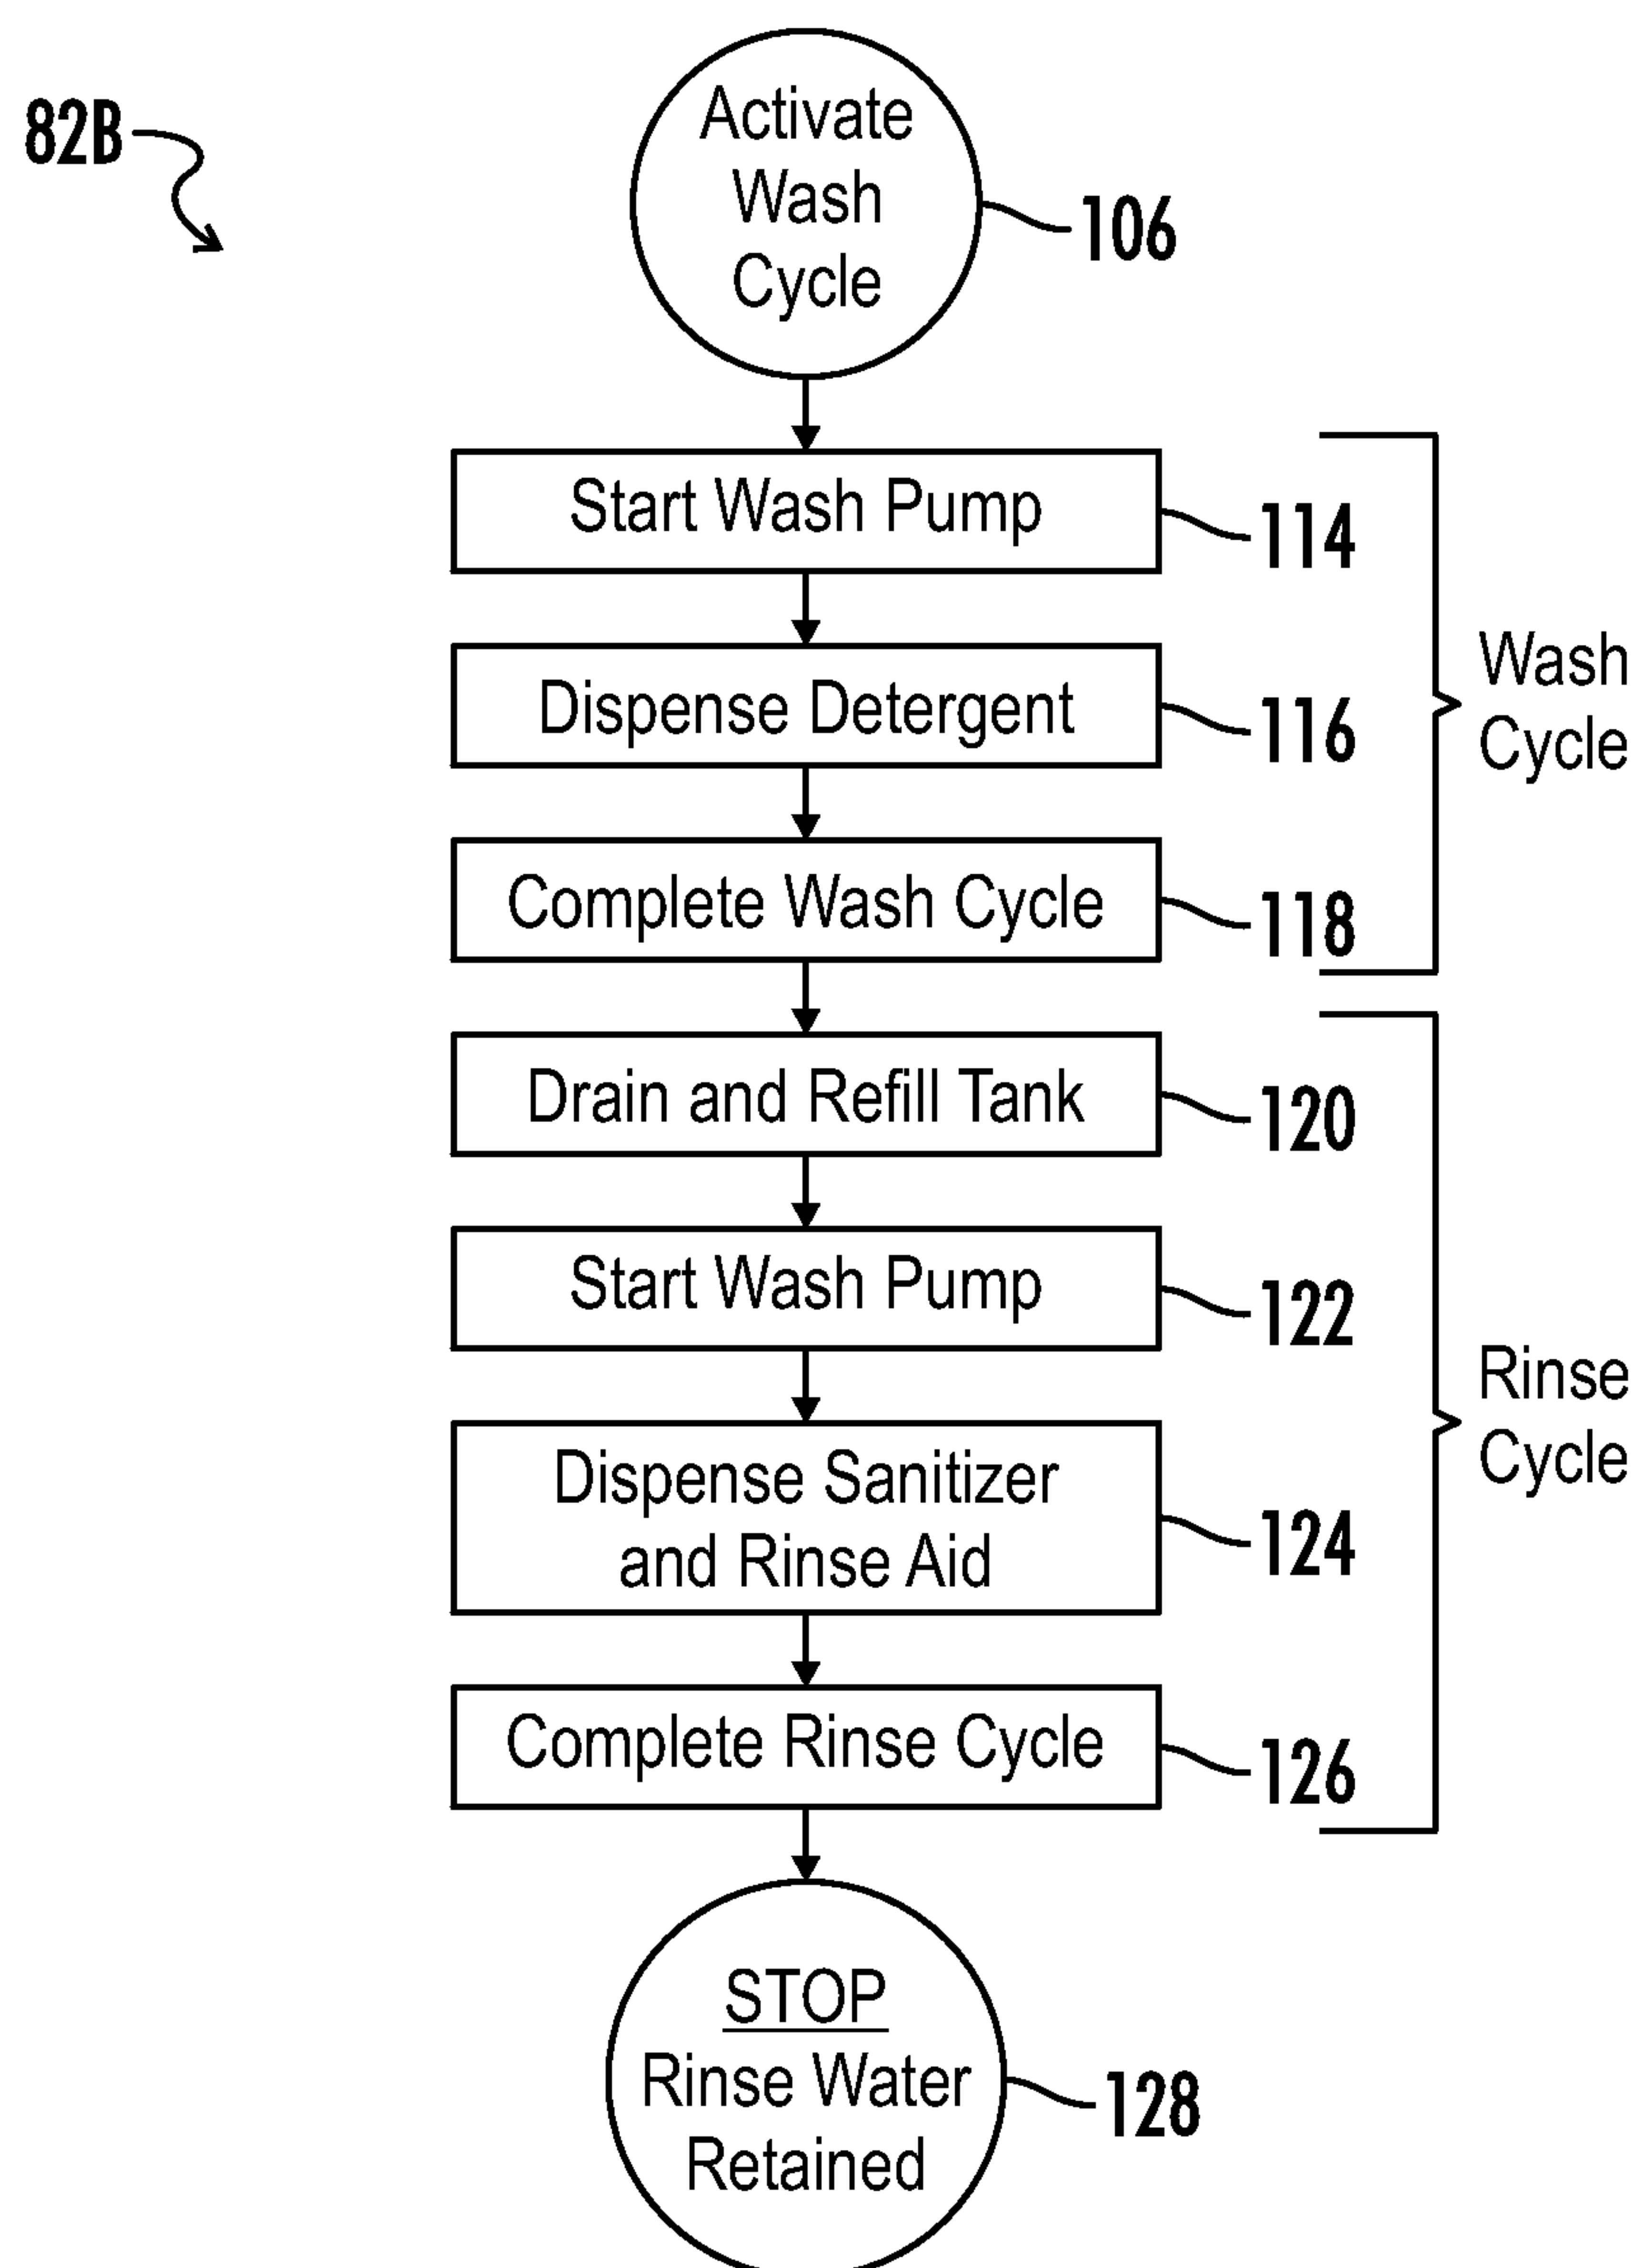 82B
Activate
Wash
Cycle
106
Start Wash Pump
114
Dispense Detergent
116
Wash
Cycle
Complete Wash Cycle
118
Drain and Refill Tank
120
Start Wash Pump
122
Rinse
Cycle
Dispense Sanitizer
and Rinse Aid
124
Complete Rinse Cycle
126
STOP
Rinse Water
Retained
128